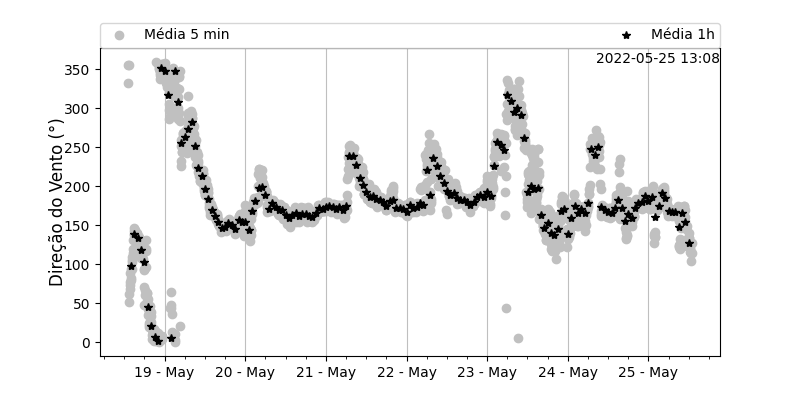 Média 5 min
Média 1h
2022-05-25 13:08
Direção do Vento (°)
350
300
250
200
150
100
50
0
19 - May
20 - May
21 - May
22 - May
23 - May
24 - May
25 - May